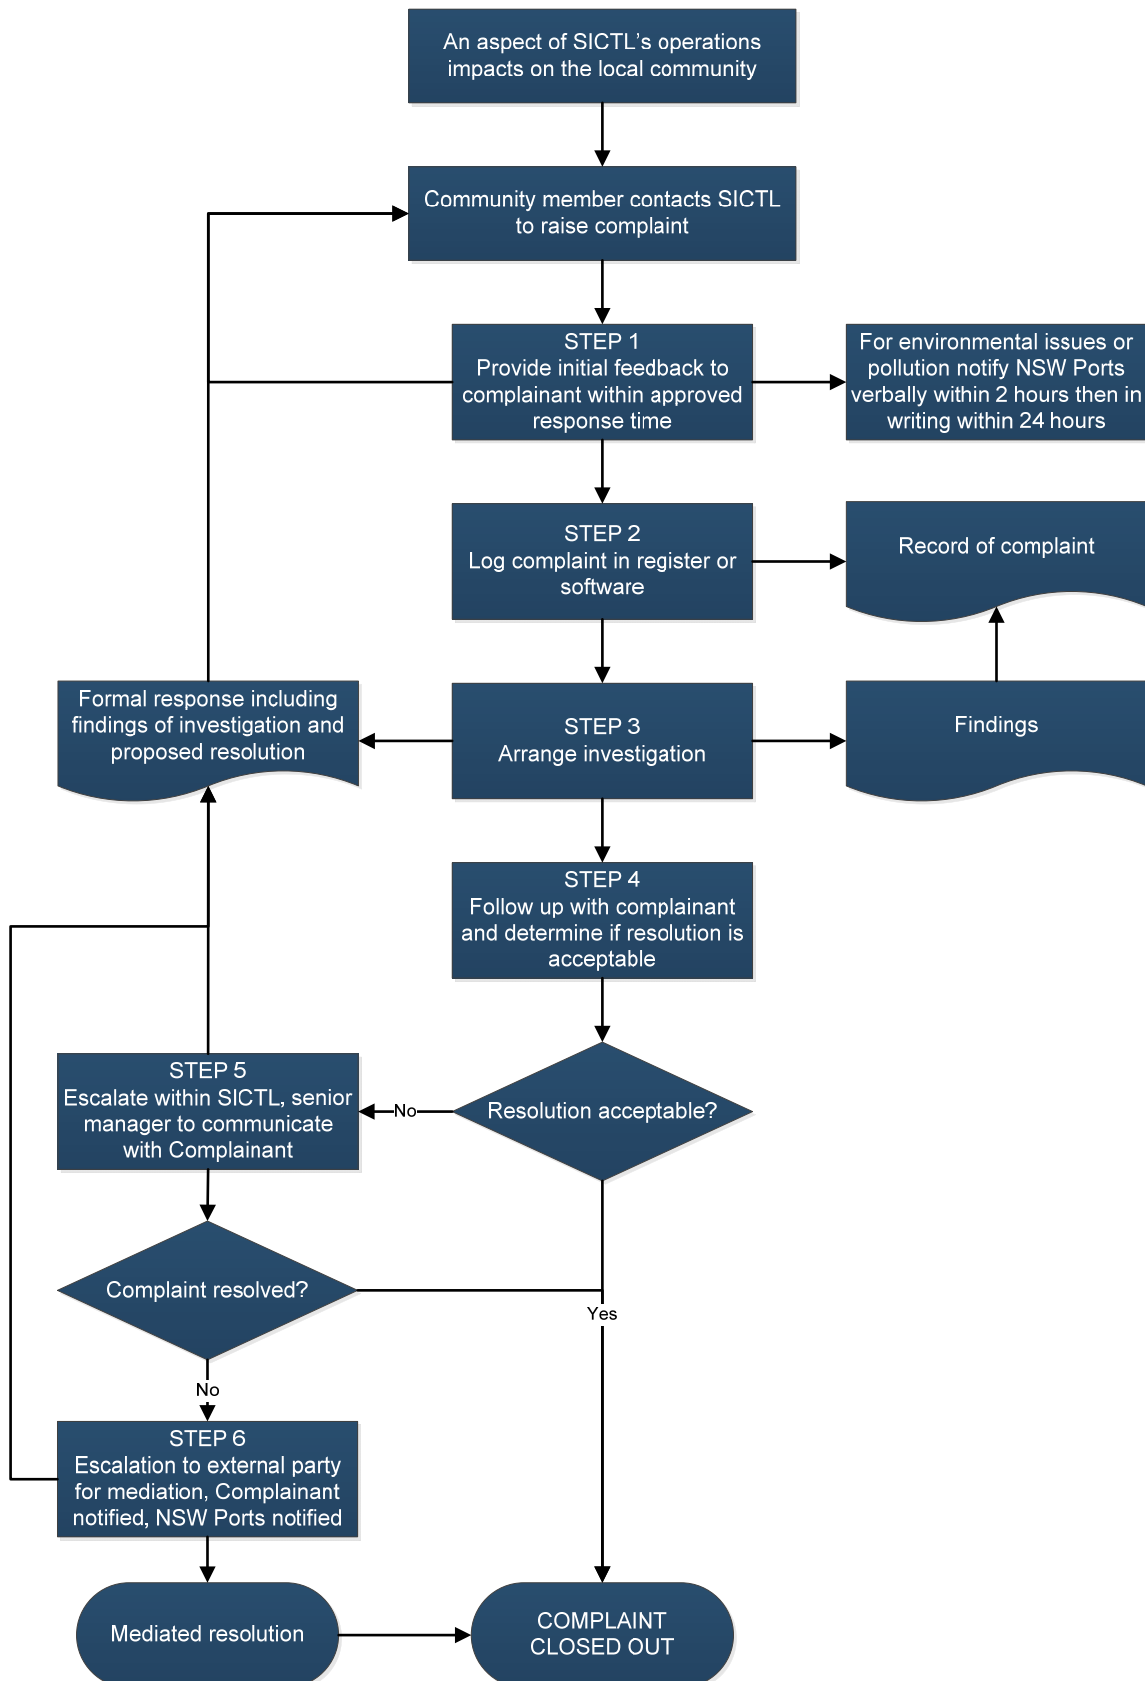 An aspect of SICTL's operations
impacts on the local community
Community member contacts SICTL
to raise complaint
STEP 1
Provide initial feedback to
complainant within approved
response time
For environmental issues or
pollution notify NSW Ports
verbally within 2 hours then in
writing within 24 hours
STEP 2
Log complaint in register or
software
Record of complaint
Formal response including
findings of investigation and
proposed resolution
STEP 3
Arrange investigation
Findings
STEP 4
Follow up with complainant
and determine if resolution is
acceptable
STEP 5
Escalate within SICTL, senior
manager to communicate
with Complainant
No
Resolution acceptable?
Complaint resolved?
Yes
No
STEP 6
Escalation to external party
for mediation, Complainant
notified, NSW Ports notified
Mediated resolution
COMPLAINT
CLOSED OUT